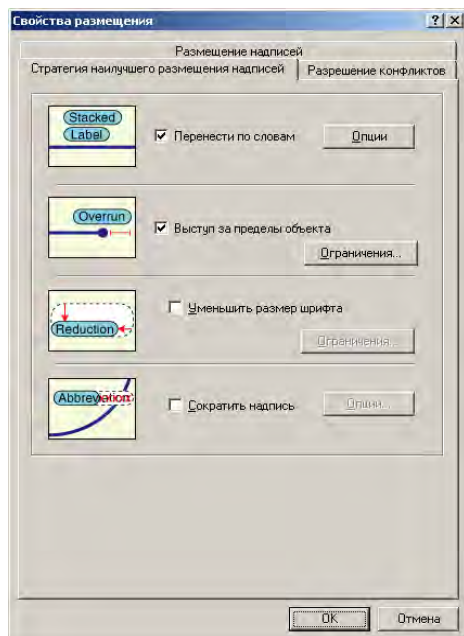 Свойства размещения
Размещение надписей
Стратегия наилучшего размещения надписей
Разрешение конфликтов
Stacked
Label
Перенести по словам
Опции
Overrun
Выступ за пределы объекта
Ограничения...
Reduction
Уменьшить размер шрифта
Ограничения...
Abbreviation
Сократить надпись
Опции...
OK
Отмена